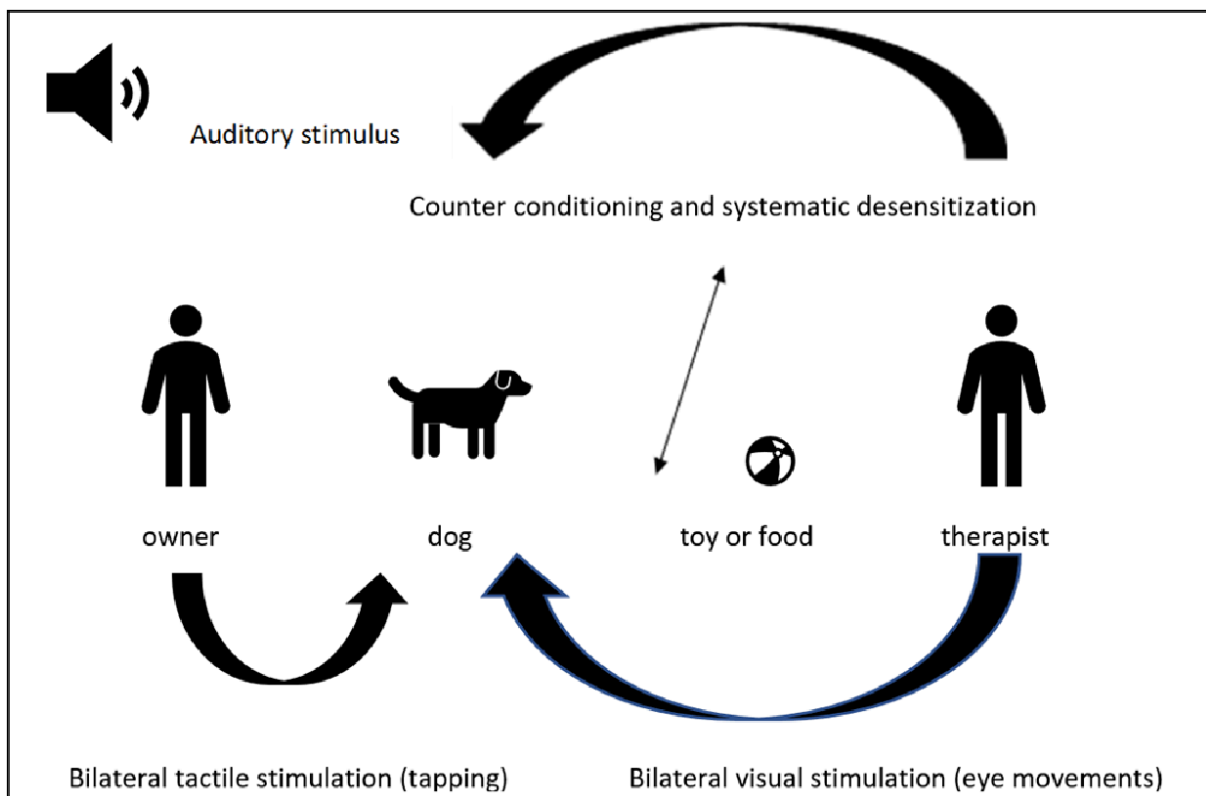 Auditory stimulus
Counter conditioning and systematic desensitization
owner
dog
toy or food
therapist
Bilateral tactile stimulation (tapping)
Bilateral visual stimulation (eye movements)